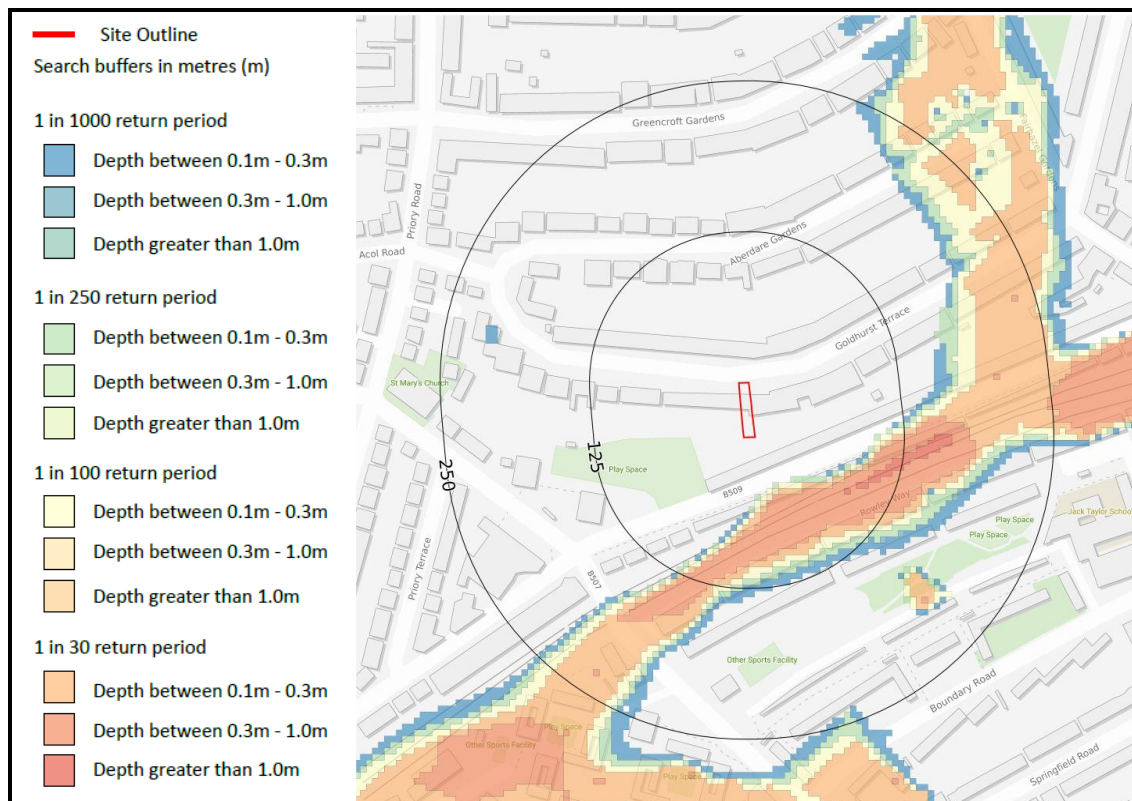 Site Outline
Search buffers in metres (m)
1 in 1000 return period
Depth between 0.1m - 0.3m
Depth between 0.3m - 1.0m
Depth greater than 1.0m
1 in 250 return period
Depth between 0.1m - 0.3m
Depth between 0.3m - 1.0m
Depth greater than 1.0m
1 in 100 return period
Depth between 0.1m - 0.3m
Depth between 0.3m - 1.0m
Depth greater than 1.0m
1 in 30 return period
Depth between 0.1m - 0.3m
Depth between 0.3m - 1.0m
Depth greater than 1.0m
Greencroft Gardens
Fairhazel Gardens
Priory Road
Acol Road
Aberdare Gardens
Goldhurst Terrace
St Mary's Church
125
250
Play Space
B509
Rowley Way
Jack Taylor School
Play Space
Play Space
B507
Priory Terrace
Other Sports Facility
Boundary Road
Play Space
Other Sports Facility
Play Space
Springfield Road